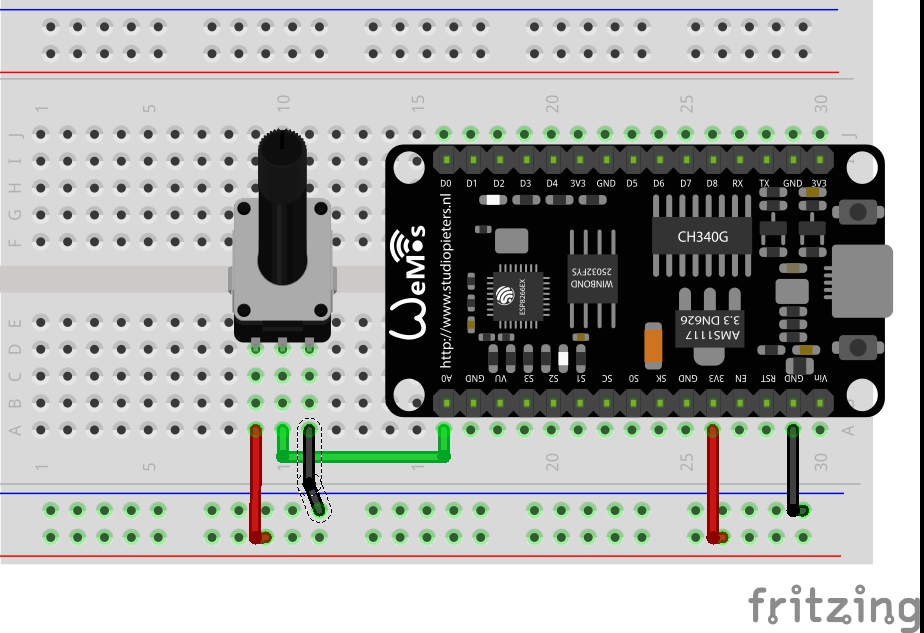 1 5 10 15 20 25 30
J J
I
H
G
F
D0 D1 D2 D3 D4 3V3 GND D5 D6 D7 D8 RX TX GND 3V3
WeMos
http://www.studiopieters.nl
ESP8266EX
WINBOND
25032FYS
CH340G
AMS1117
3.3 DN626
A0 GND VU S3 S2 S1 SC S0 SK GND 3V3 EN RST GND Vin
E
D
C
B
A A
1 5 10 20 25 30
fritzing